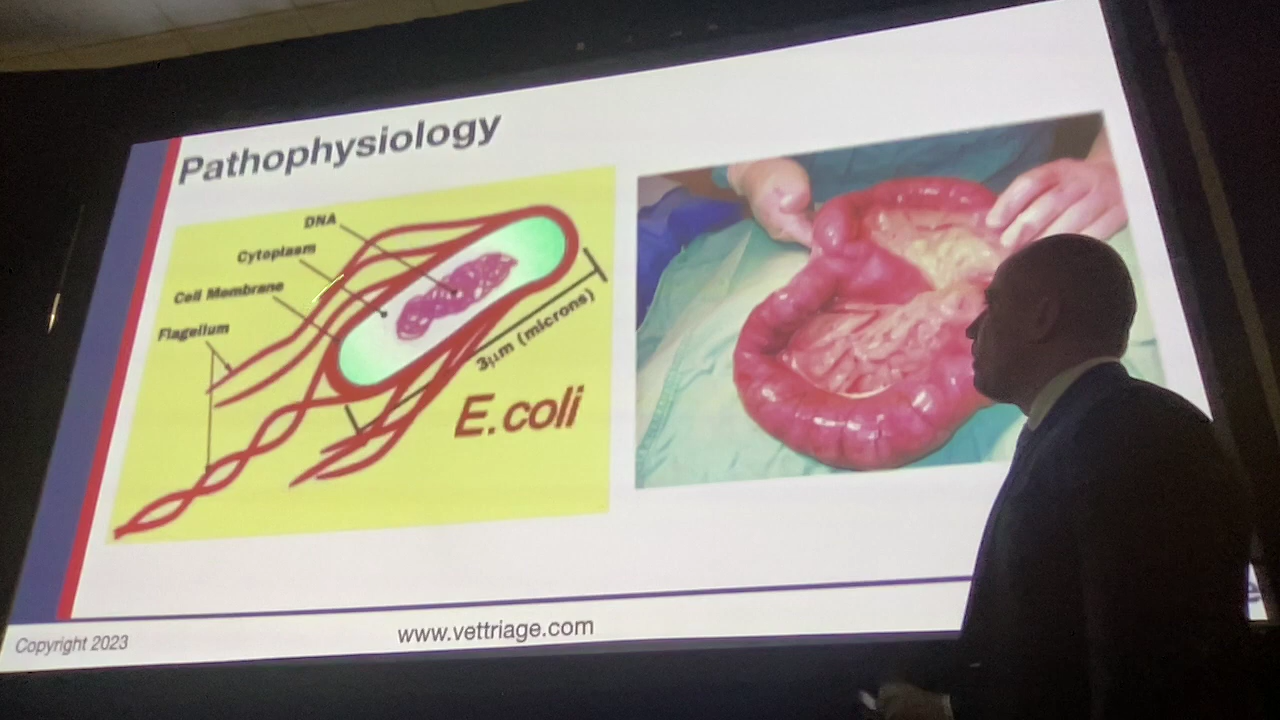 Pathophysiology
DNA
Cytoplasm
Cell Membrane
Flagellum
3μm (microns)
E.coli
Copyright 2023
www.vettriage.com